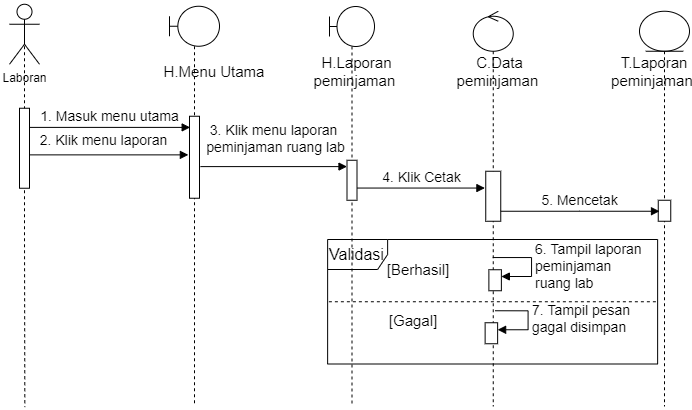 Laboran
H.Menu Utama
H.Laporan
peminjaman
C.Data
peminjaman
T.Laporan
peminjaman
1. Masuk menu utama
2. Klik menu laporan
3. Klik menu laporan
peminjaman ruang lab
4. Klik Cetak
5. Mencetak
Validasi
[Berhasil]
6. Tampil laporan
peminjaman
ruang lab
[Gagal]
7. Tampil pesan
gagal disimpan